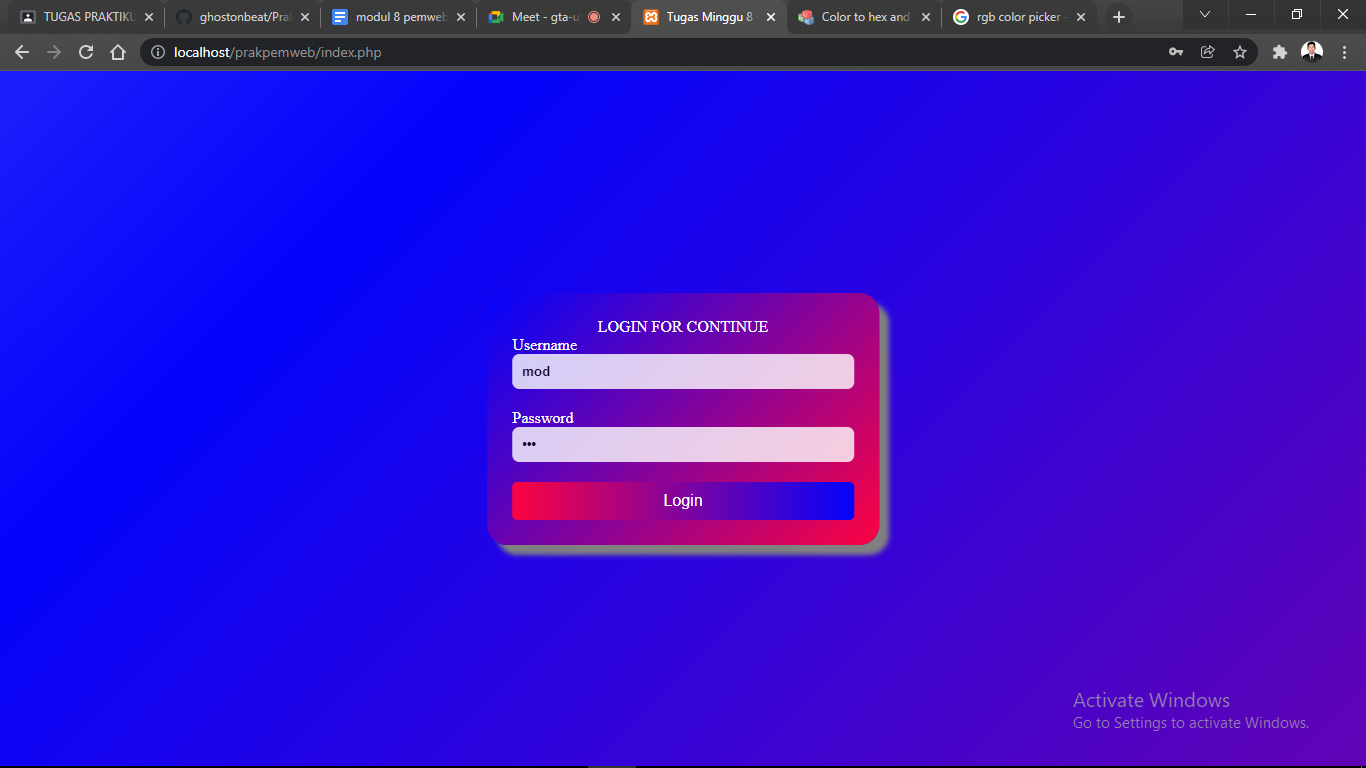 TUGAS PRAKTIKU
ghostonbeat/Pra
modul 8 pemweb
Meet - gta-u
Tugas Minggu 8
Color to hex and
rgb color picker -
localhost/prakpemweb/index.php
LOGIN FOR CONTINUE
Username
mod
Password
•••
Login
Activate Windows
Go to Settings to activate Windows.